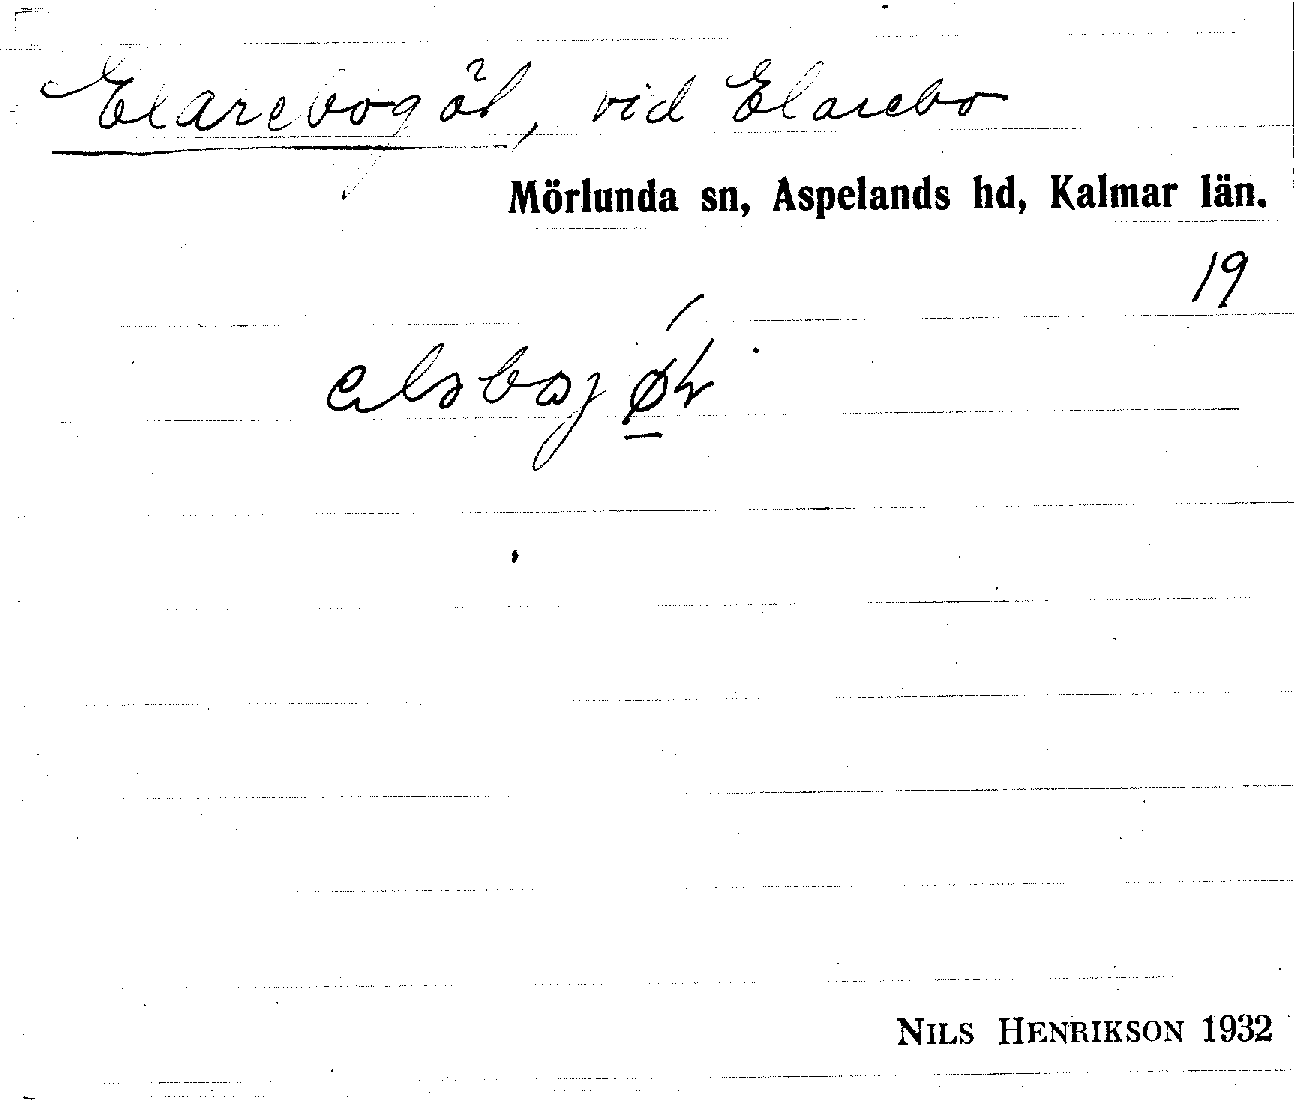 Elarebogöl, vid Elarebo
Mörlunda sn, Aspelands hd, Kalmar län.
19
NILS HENRIKSON 1932